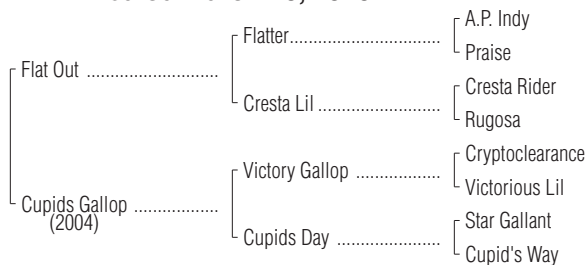 Flat Out ..............................
Flatter..................................
A.P. Indy
Praise
Cresta Lil ...........................
Cresta Rider
Rugosa
Cupids Gallop ...................
(2004)
Victory Gallop ...................
Cryptoclearance
Victorious Lil
Cupids Day .......................
Star Gallant
Cupid's Way